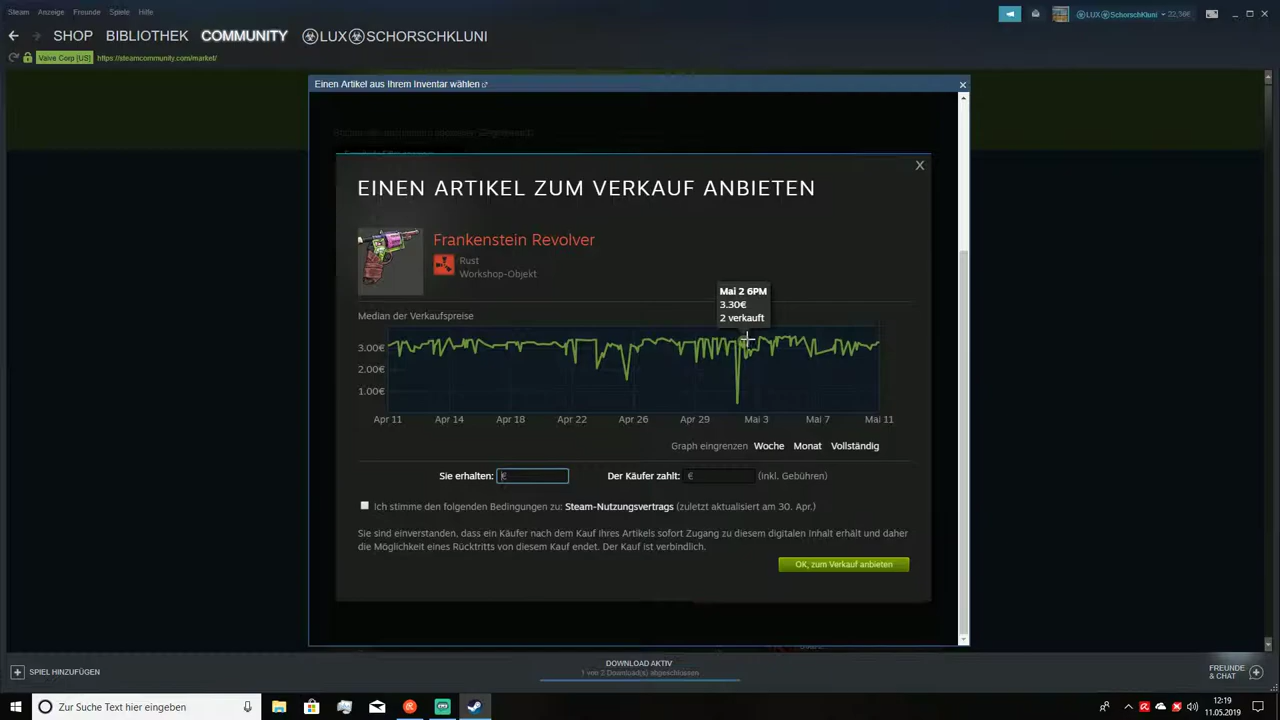 Steam Anzeige Freunde Spiele Hilfe
LUX SCHORSCHKLUNI
SHOP BIBLIOTHEK COMMUNITY LUX SCHORSCHKLUNI
Valve Corp [US] https://steamcommunity.com/market/
Einen Artikel aus Ihrem Inventar wählen
X
EINEN ARTIKEL ZUM VERKAUF ANBIETEN
Frankenstein Revolver
Rust
Workshop-Objekt
Mai 2 6PM
3.30€
2 verkauft
Median der Verkaufspreise
3.00€
2.00€
1.00€
Apr 11 Apr 14 Apr 18 Apr 22 Apr 26 Apr 29 Mai 3 Mai 7 Mai 11
Graph eingrenzen Woche Monat Vollständig
Sie erhalten: € Der Käufer zahlt: € (inkl. Gebühren)
Ich stimme den folgenden Bedingungen zu: Steam-Nutzungsvertrags (zuletzt aktualisiert am 30. Apr.)
Sie sind einverstanden, dass ein Käufer nach dem Kauf Ihres Artikels sofort Zugang zu diesem digitalen Inhalt erhält und daher
die Möglichkeit eines Rücktritts von diesem Kauf endet. Der Kauf ist verbindlich.
OK, zum Verkauf anbieten
SPIEL HINZUFÜGEN
DOWNLOAD AKTIV
1 von 2 Download(s) abgeschlossen
FREUNDE
& CHAT
Zur Suche Text hier eingeben
12:19
11.05.2019